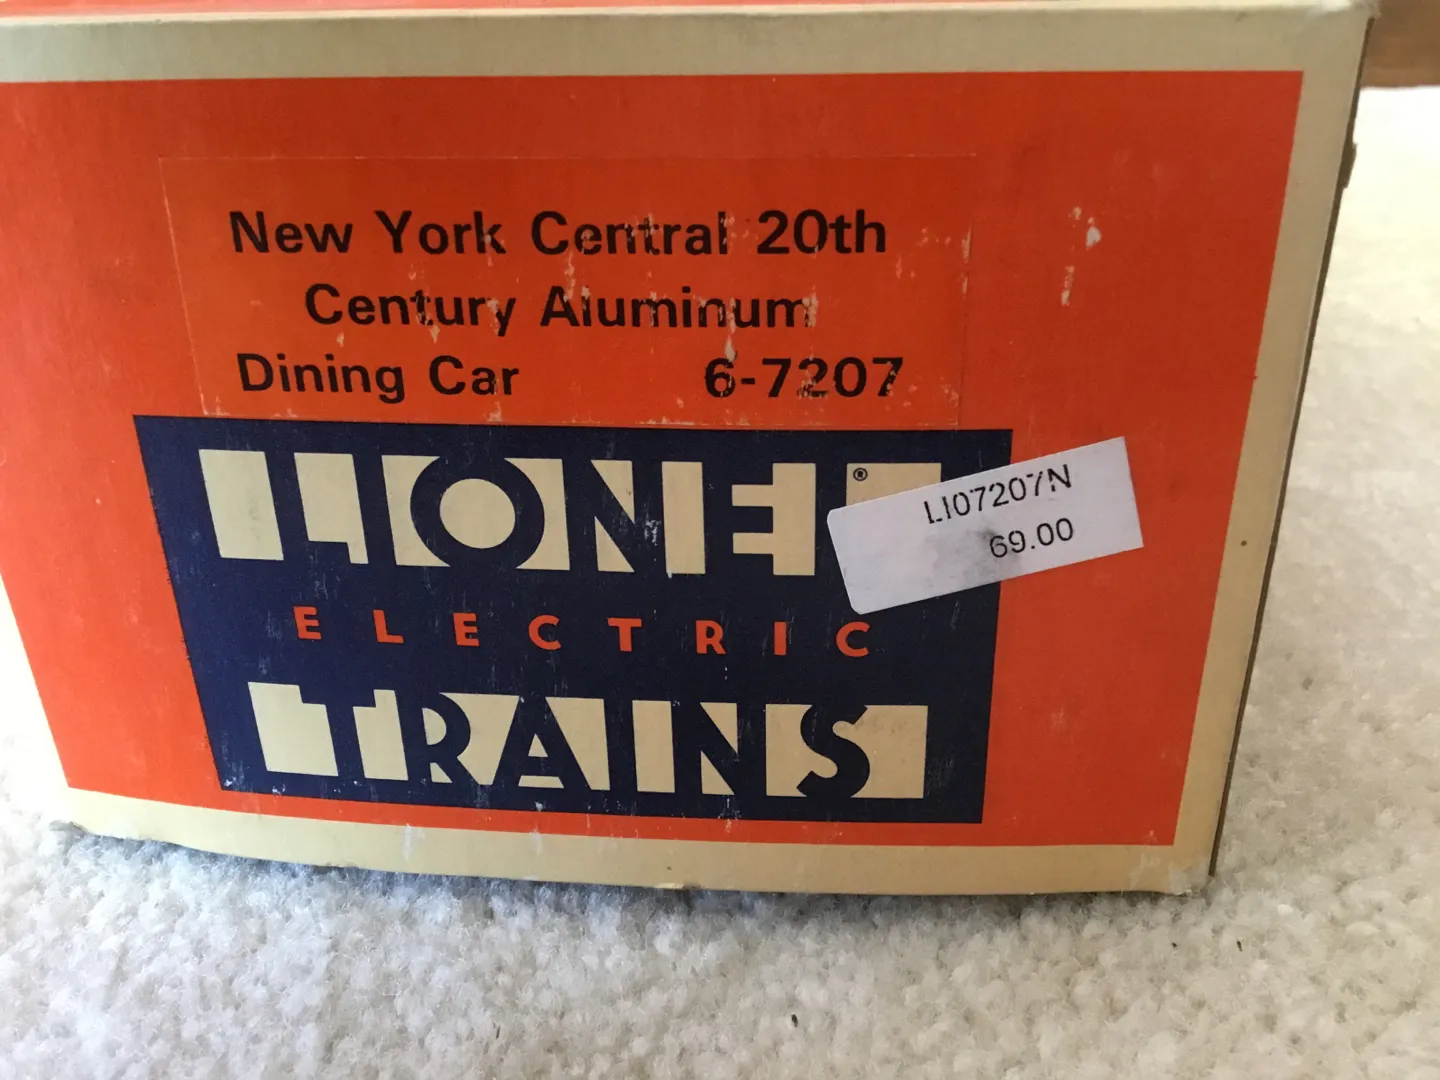 New York Central 20th
Century Aluminum
Dining Car 6-7207
LIONEL ®
LI07207N
69.00
ELECTRIC
TRAINS